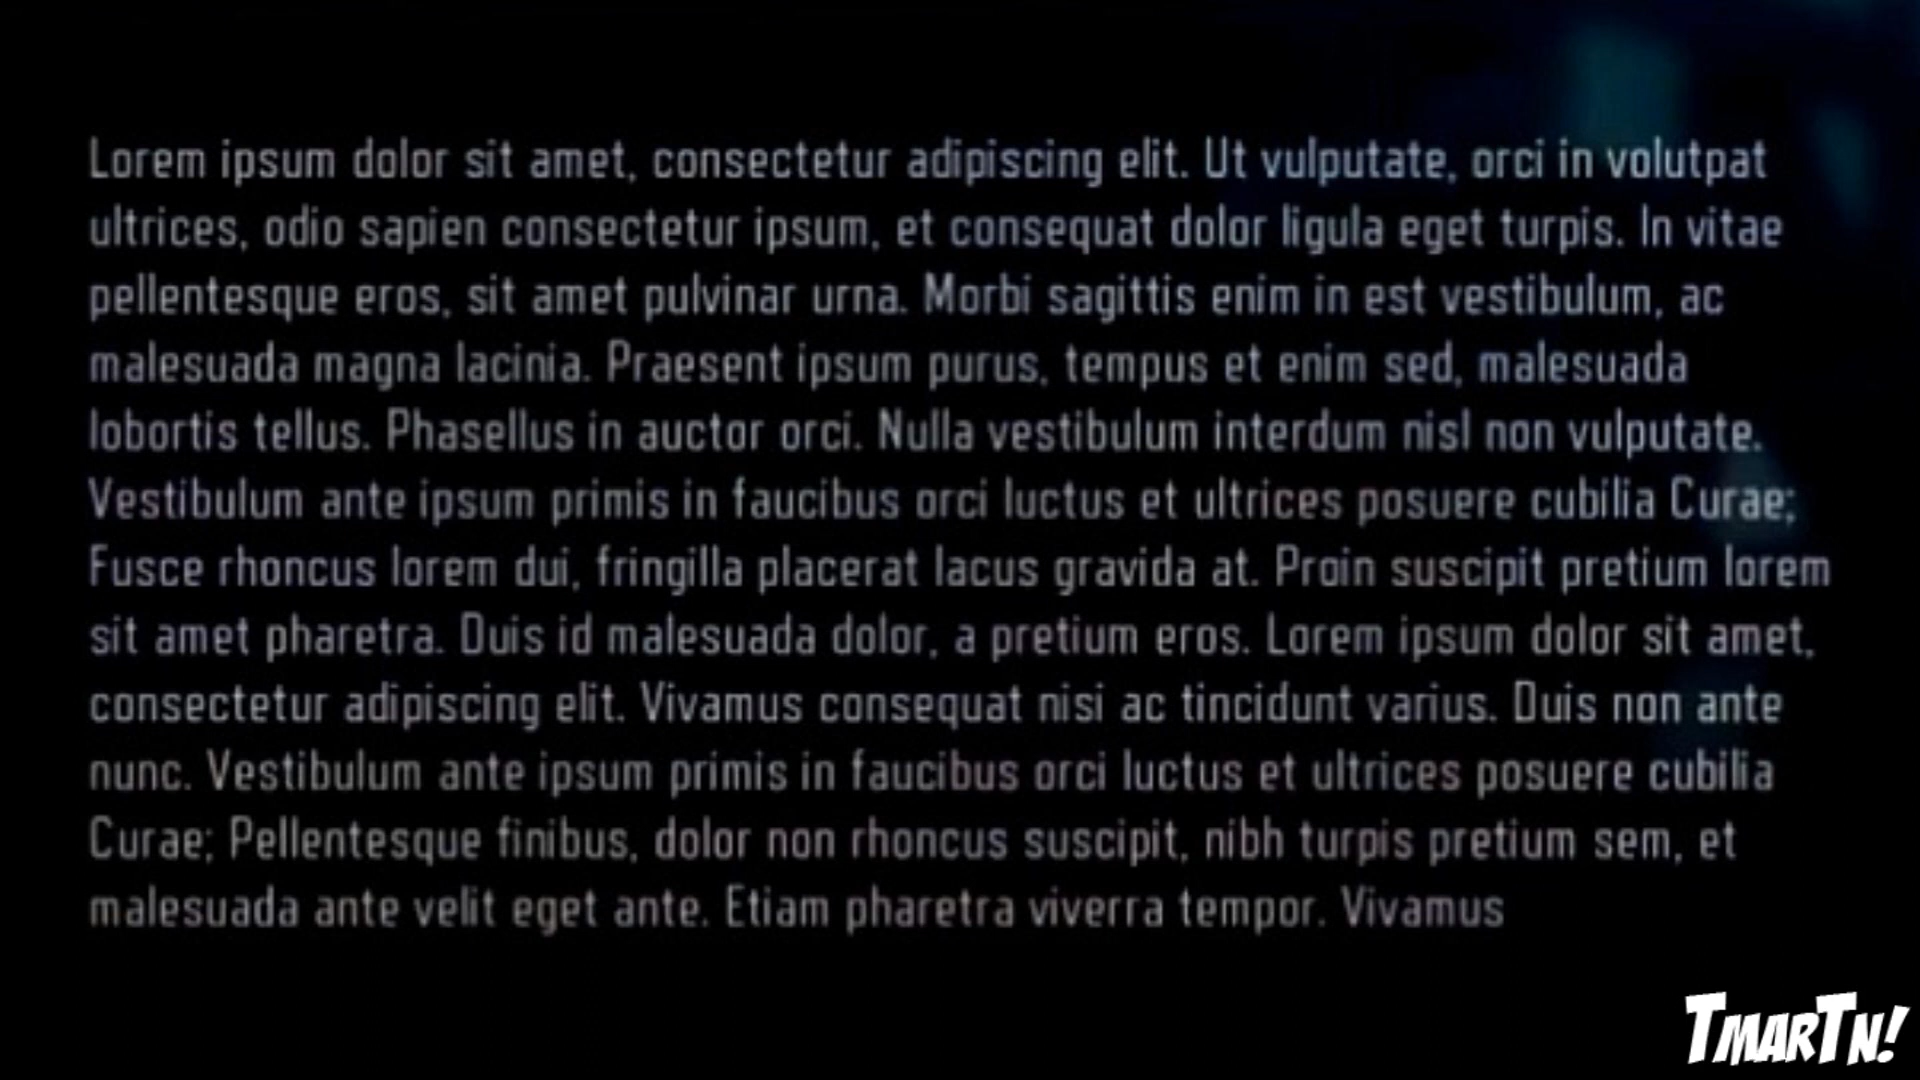 Lorem ipsum dolor sit amet, consectetur adipiscing elit. Ut vulputate, orci in volutpat
ultrices, odio sapien consectetur ipsum, et consequat dolor ligula eget turpis. In vitae
pellentesque eros, sit amet pulvinar urna. Morbi sagittis enim in est vestibulum, ac
malesuada magna lacinia. Praesent ipsum purus, tempus et enim sed, malesuada
lobortis tellus. Phasellus in auctor orci. Nulla vestibulum interdum nisl non vulputate.
Vestibulum ante ipsum primis in faucibus orci luctus et ultrices posuere cubilia Curae;
Fusce rhoncus lorem dui, fringilla placerat lacus gravida at. Proin suscipit pretium lorem
sit amet pharetra. Duis id malesuada dolor, a pretium eros. Lorem ipsum dolor sit amet,
consectetur adipiscing elit. Vivamus consequat nisi ac tincidunt varius. Duis non ante
nunc. Vestibulum ante ipsum primis in faucibus orci luctus et ultrices posuere cubilia
Curae; Pellentesque finibus, dolor non rhoncus suscipit, nibh turpis pretium sem, et
malesuada ante velit eget ante. Etiam pharetra viverra tempor. Vivamus
TmarTn!